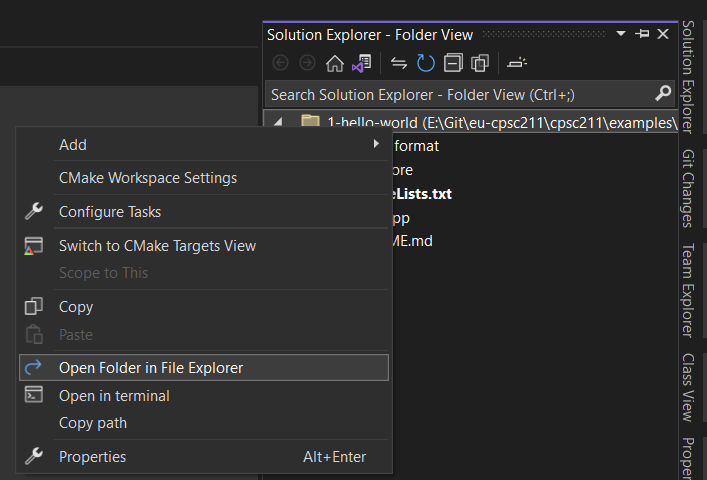 Solution Explorer - Folder View
Search Solution Explorer - Folder View (Ctrl+;)
1-hello-world (E:\Git\eu-cpsc211\cpsc211\examples\
format
ore
eLists.txt
pp
ME.md
Add
CMake Workspace Settings
Configure Tasks
Switch to CMake Targets View
Scope to This
Copy
Paste
Open Folder in File Explorer
Open in terminal
Copy path
Properties Alt+Enter
Solution Explorer
Git Changes
Team Explorer
Class View
Proper